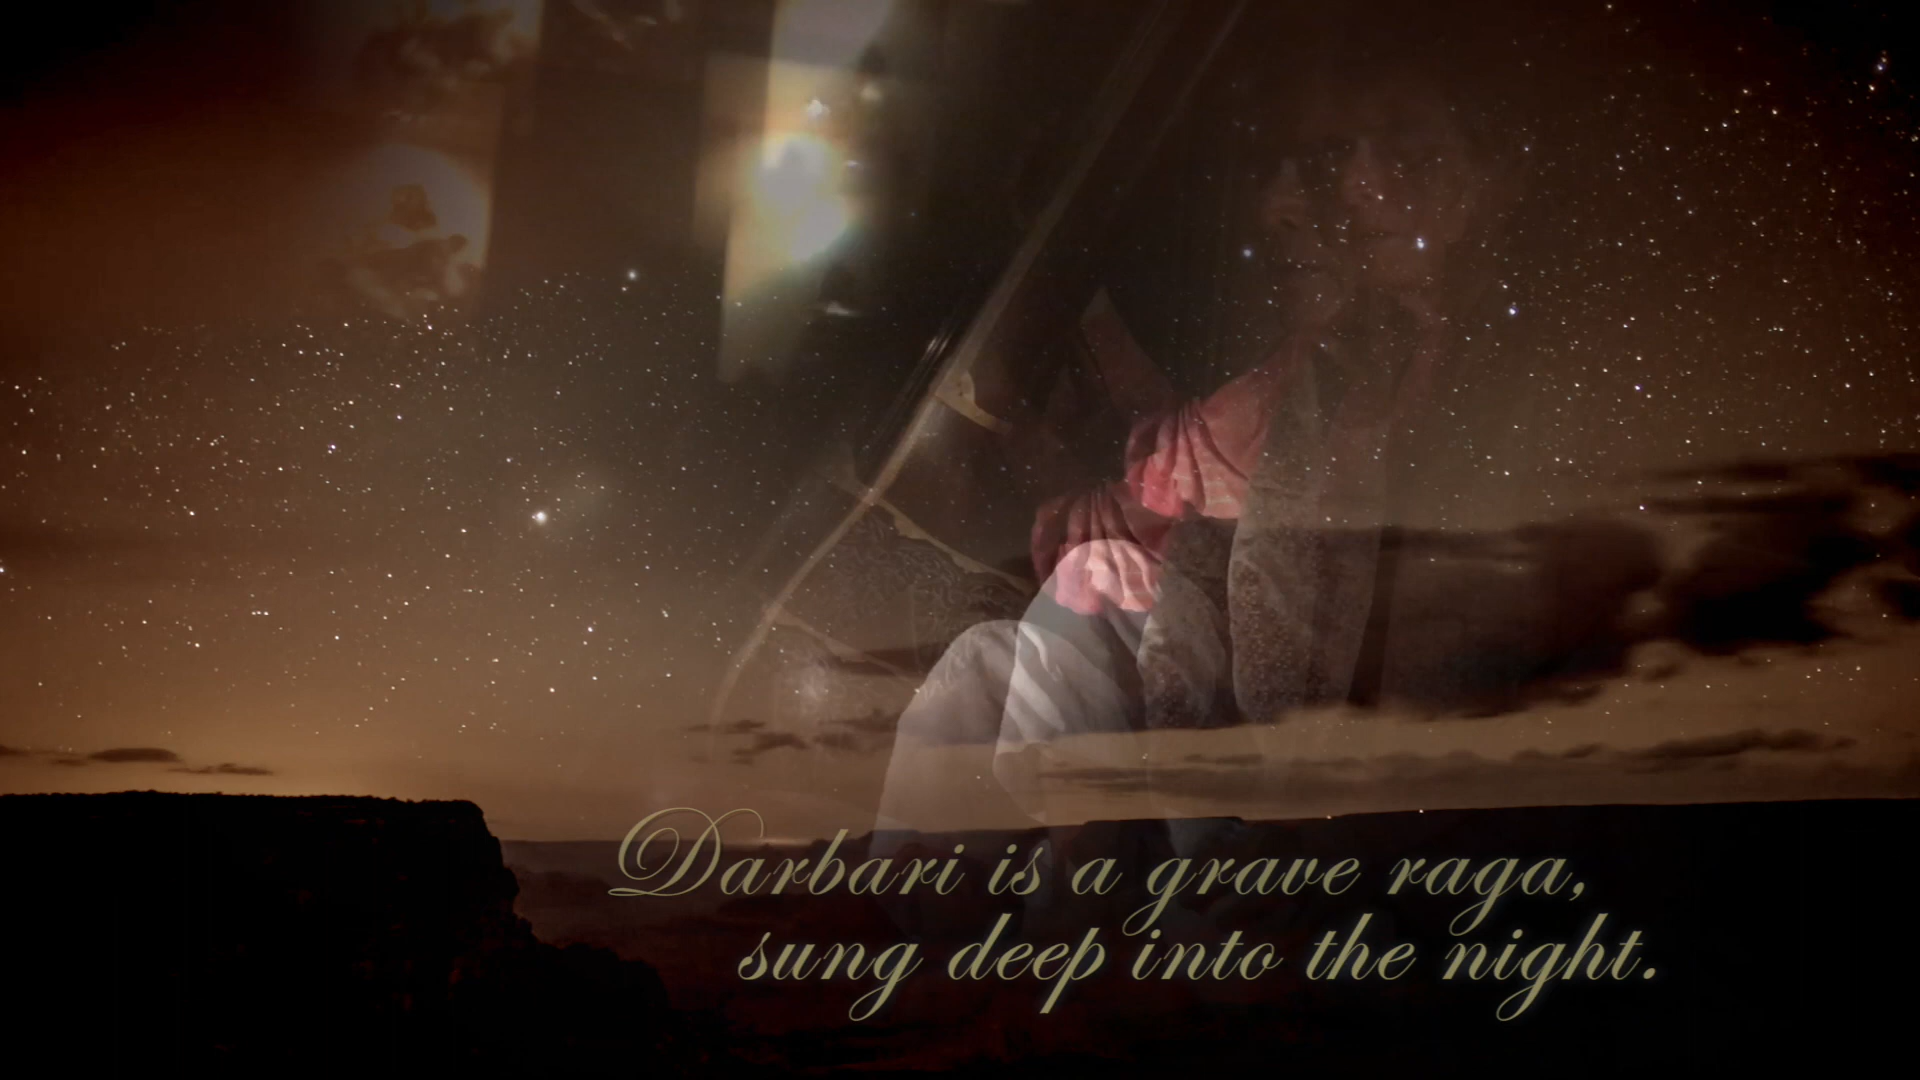 Darbari is a grave raga,
sung deep into the night.